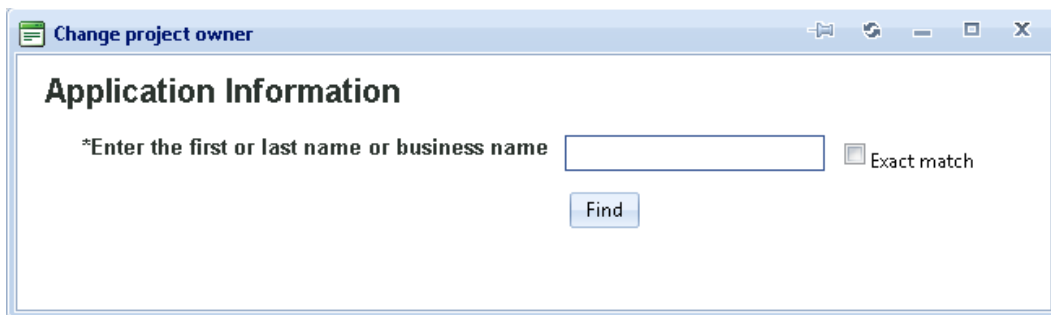 Change project owner
Application Information
*Enter the first or last name or business name
Exact match
Find